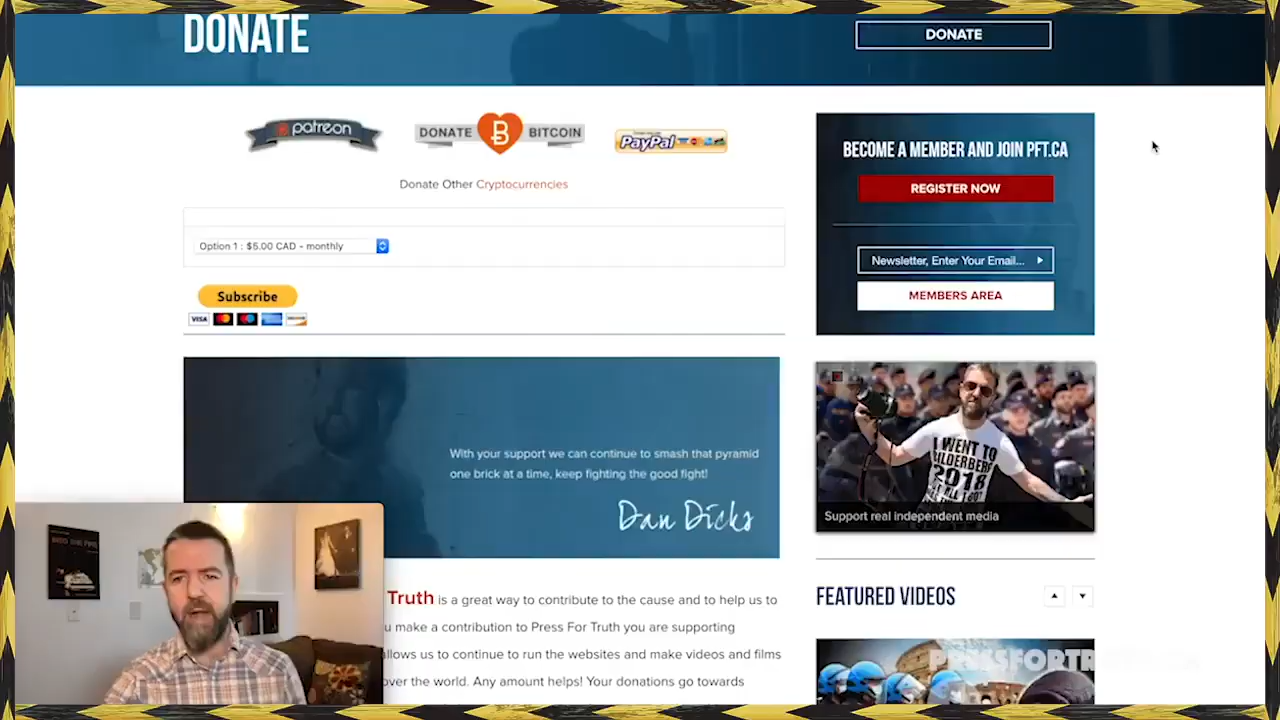 DONATE
DONATE
patreon
DONATE B BITCOIN
PayPal
Donate Other Cryptocurrencies
Option 1 : $5.00 CAD - monthly
Subscribe
VISA
BECOME A MEMBER AND JOIN PFT.CA
REGISTER NOW
Newsletter, Enter Your Email...
MEMBERS AREA
With your support we can continue to smash that pyramid
one brick at a time, keep fighting the good fight!
Dan Dicks
I WENT TO
BILDERBERG
2018
Support real independent media
INTO THE FIRE
Truth is a great way to contribute to the cause and to help us to
u make a contribution to Press For Truth you are supporting
allows us to continue to run the websites and make videos and films
over the world. Any amount helps! Your donations go towards
FEATURED VIDEOS